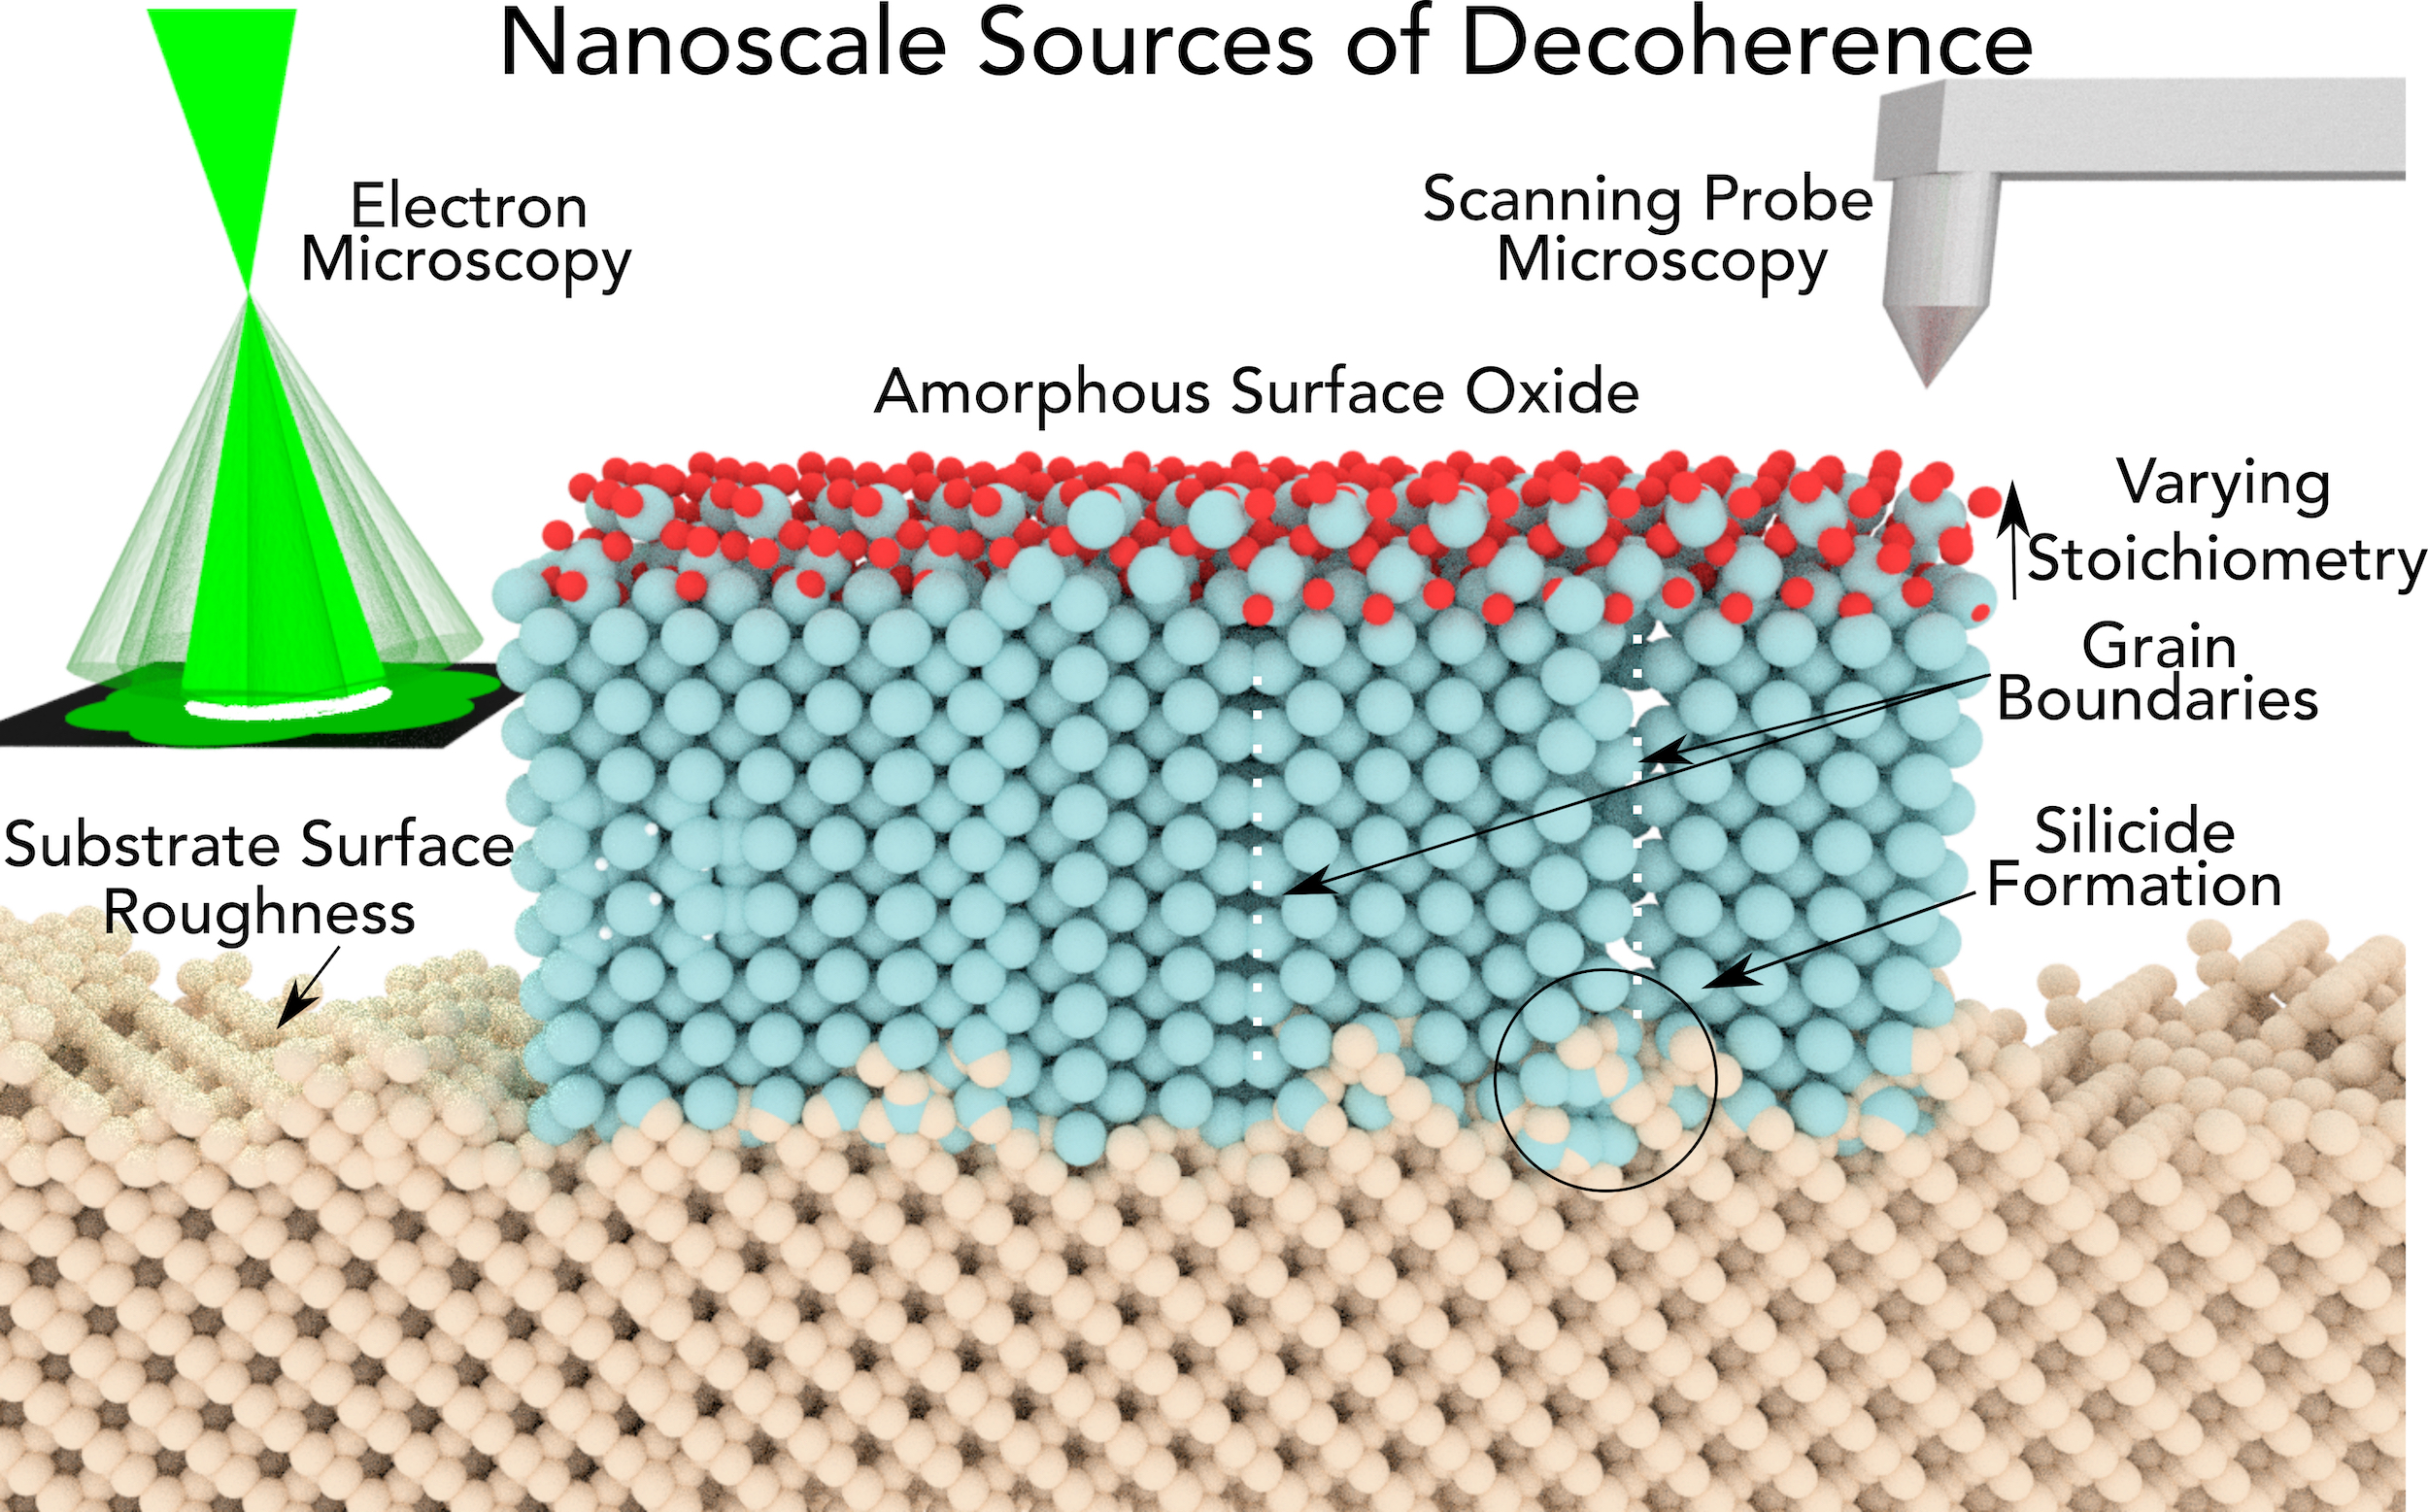 Nanoscale Sources of Decoherence
Electron
Microscopy
Scanning Probe
Microscopy
Amorphous Surface Oxide
Varying
Stoichiometry
Grain
Boundaries
Substrate Surface
Roughness
Silicide
Formation